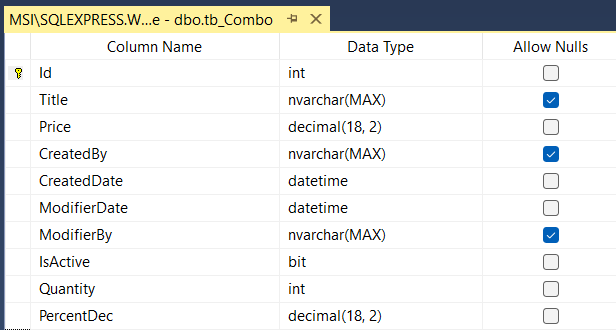 MSI\SQLEXPRESS.W...e - dbo.tb_Combo
Column Name Data Type Allow Nulls
Id int
Title nvarchar(MAX)
Price decimal(18, 2)
CreatedBy nvarchar(MAX)
CreatedDate datetime
ModifierDate datetime
ModifierBy nvarchar(MAX)
IsActive bit
Quantity int
PercentDec decimal(18, 2)